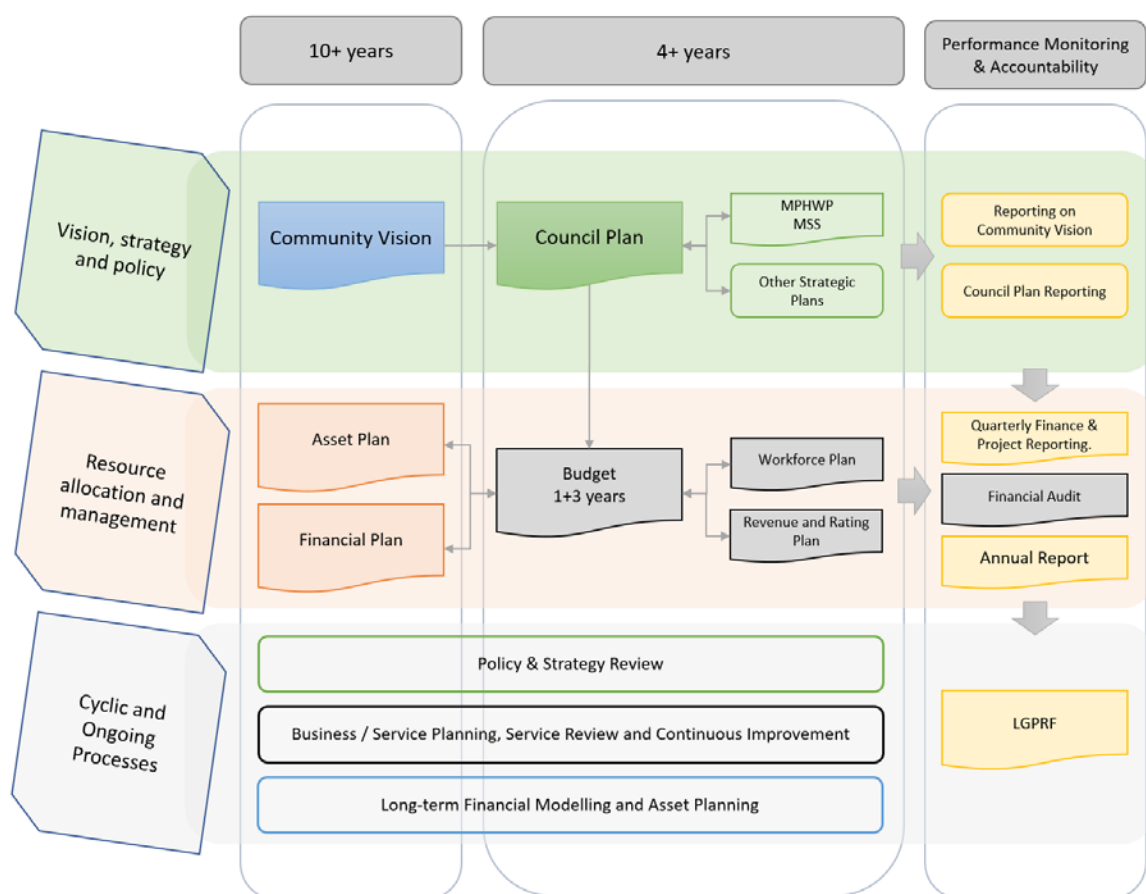 10+ years
4+ years
Performance Monitoring
& Accountability
Vision, strategy
and policy
Community Vision
Council Plan
MPHWP
MSS
Other Strategic
Plans
Reporting on
Community Vision
Council Plan Reporting
Resource
allocation and
management
Asset Plan
Financial Plan
Budget
1+3 years
Workforce Plan
Revenue and Rating
Plan
Quarterly Finance &
Project Reporting.
Financial Audit
Annual Report
Cyclic and
Ongoing
Processes
Policy & Strategy Review
Business / Service Planning, Service Review and Continuous Improvement
Long-term Financial Modelling and Asset Planning
LGPRF